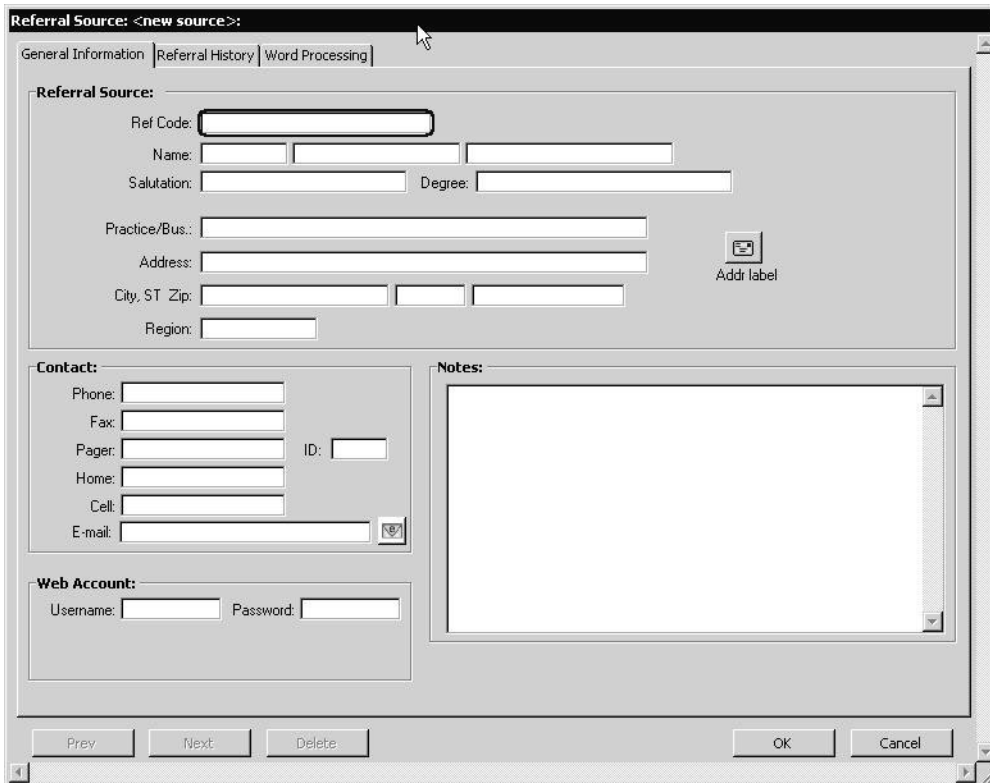 Referral Source: <new source>:
General Information Referral History Word Processing
Referral Source:
Ref Code:
Name:
Salutation: Degree:
Practice/Bus.:
Address:
Addr label
City, ST Zip:
Region:
Contact:
Phone:
Fax:
Pager: ID:
Home:
Cell:
E-mail:
Notes:
Web Account:
Username: Password:
Prev Next Delete OK Cancel